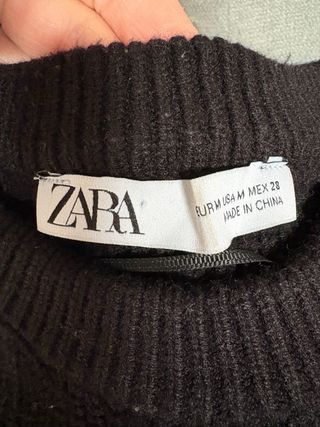 ZARA
EUR M USA M MEX 28
MADE IN CHINA